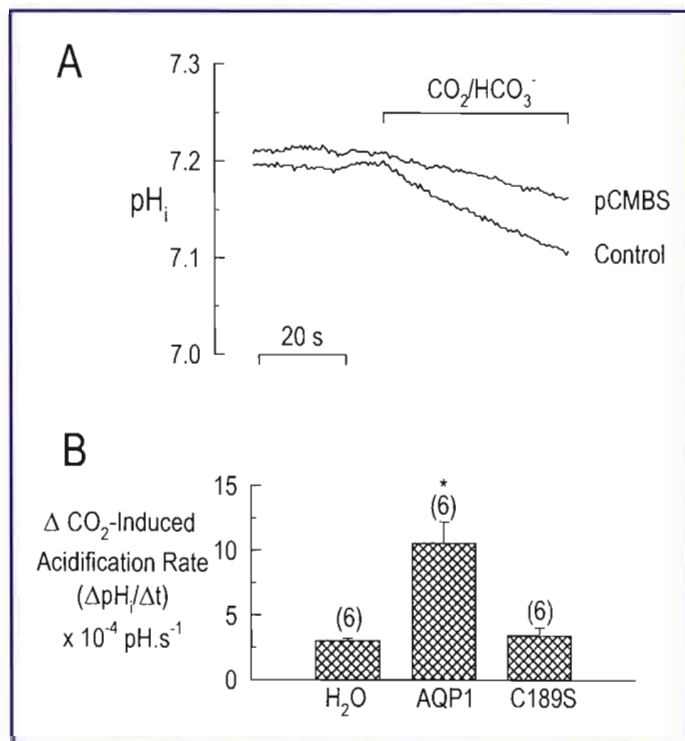 A
7.3
7.2
7.1
7.0
pHᵢ
CO₂/HCO₃⁻
pCMBS
Control
20 s
B
Δ CO₂-Induced
Acidification Rate
(ΔpHᵢ/Δt)
x 10⁻⁴ pH.s⁻¹
15
10
5
0
(6)
*
(6)
(6)
H₂O AQP1 C189S